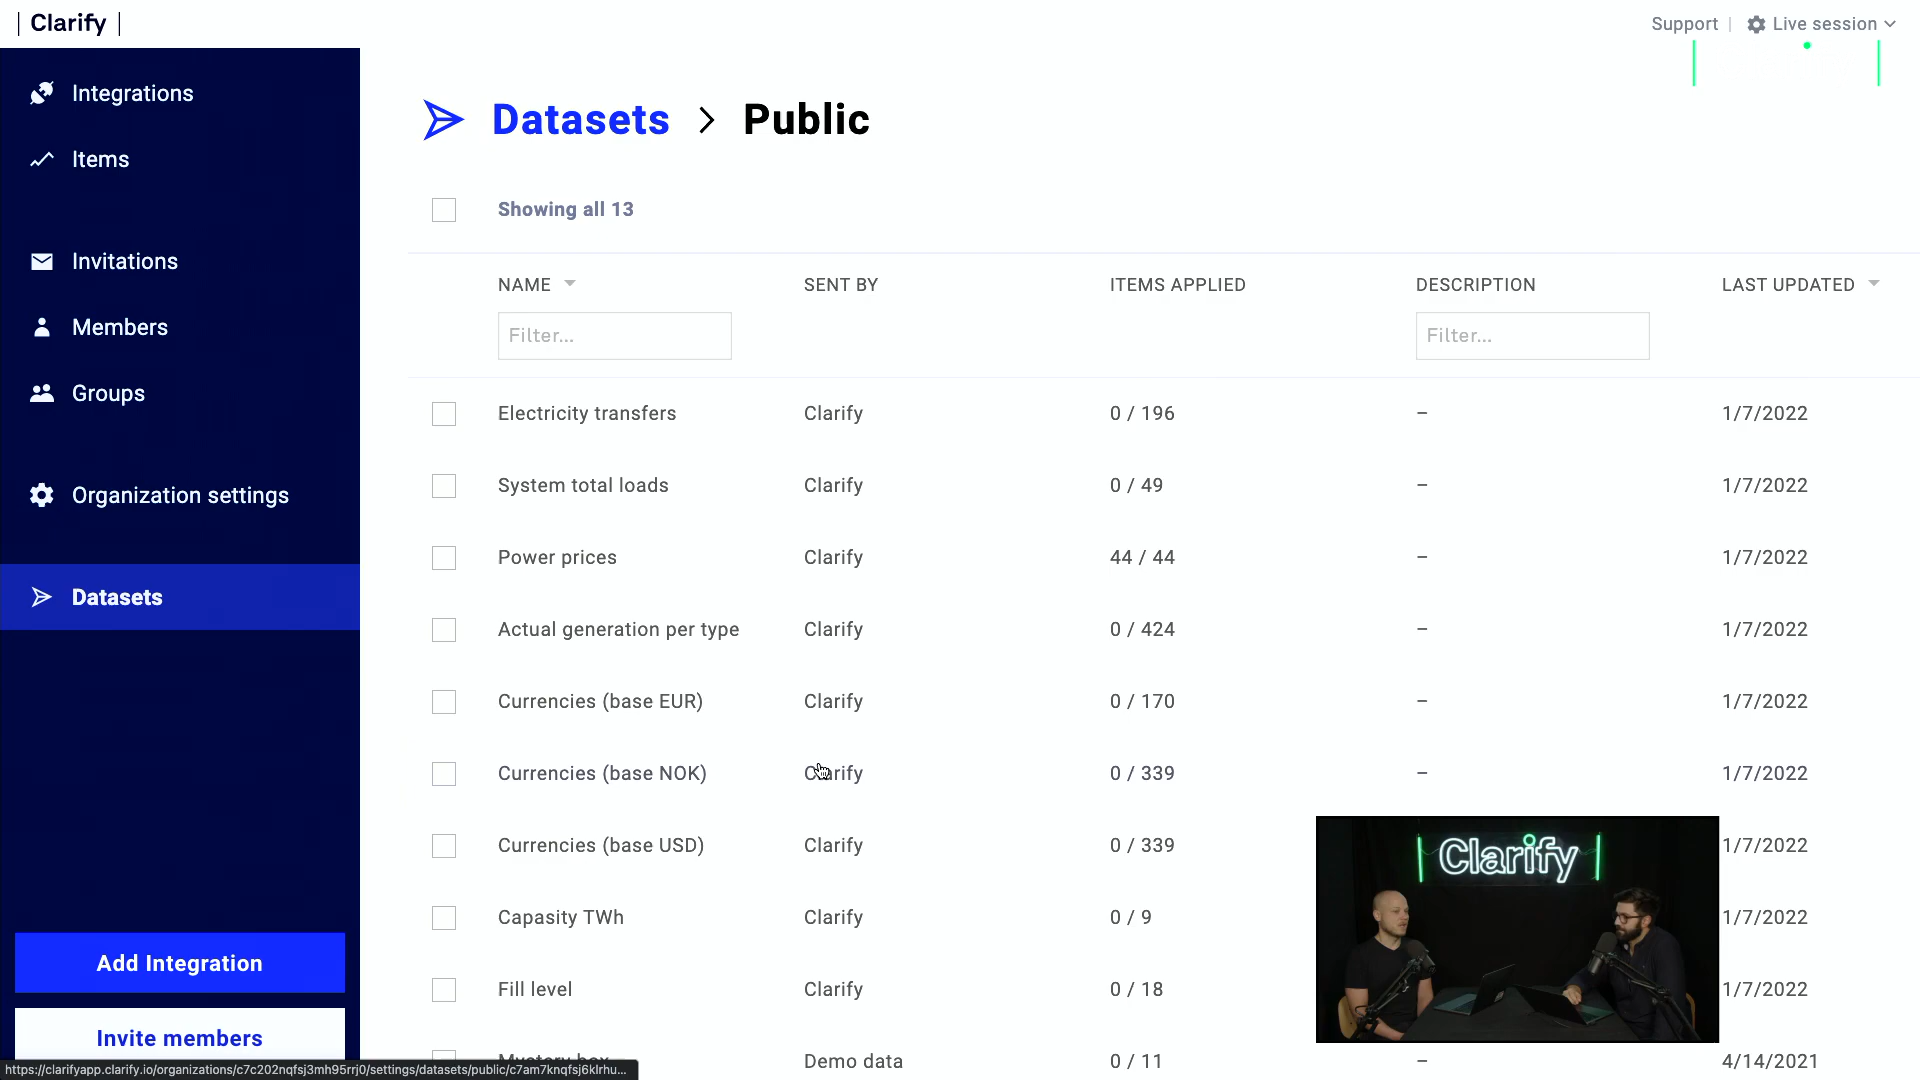 | Clarify |
Support | Live session
Integrations
Items
Invitations
Members
Groups
Organization settings
Datasets
Add Integration
Invite members
Datasets > Public
Showing all 13
NAME SENT BY ITEMS APPLIED DESCRIPTION LAST UPDATED
Filter... Filter...
Electricity transfers Clarify 0 / 196 – 1/7/2022
System total loads Clarify 0 / 49 – 1/7/2022
Power prices Clarify 44 / 44 – 1/7/2022
Actual generation per type Clarify 0 / 424 – 1/7/2022
Currencies (base EUR) Clarify 0 / 170 – 1/7/2022
Currencies (base NOK) Clarify 0 / 339 – 1/7/2022
Currencies (base USD) Clarify 0 / 339 1/7/2022
Capasity TWh Clarify 0 / 9 1/7/2022
Fill level Clarify 0 / 18 1/7/2022
Mystery box Demo data 0 / 11 – 4/14/2021
| Clarify |
https://clarifyapp.clarify.io/organizations/c7c202nqfsj3mh95rrj0/settings/datasets/public/c7am7knqfsj6klrhu...